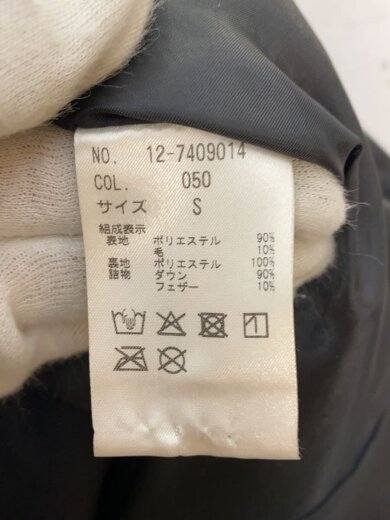 NO. 12-7409014
COL. 050
サイズ S
組成表示
表地 ポリエステル 90%
毛 10%
裏地 ポリエステル 100%
詰物 ダウン 90%
フェザー 10%